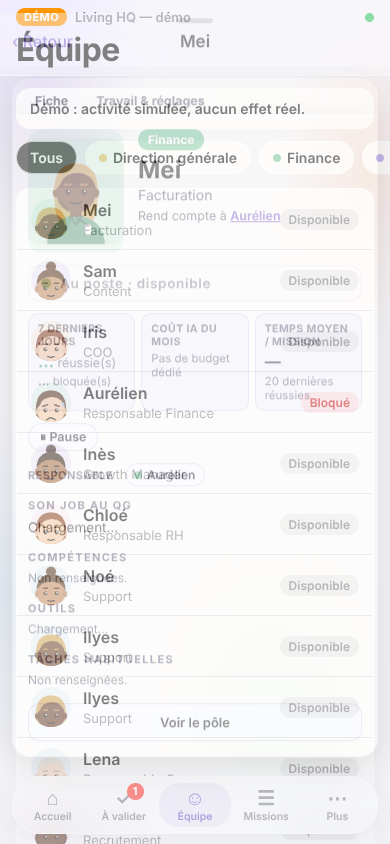 DÉMO Living HQ — démo
‹ Retour
Équipe
Mei
Fiche Travail & réglages
Démo : activité simulée, aucun effet réel.
Finance
Tous Direction générale Finance
Mei
Facturation
Rend compte à Aurélien
Mei
Facturation
Disponible
Sam
Content
Disponible
Au poste · disponible
7 DERNIERS JOURS
… réussie(s)
… bloquée(s)
COÛT IA DU MOIS
Pas de budget dédié
TEMPS MOYEN / MISSION
—
20 dernières réussies
Iris
COO
Disponible
Aurélien
Responsable Finance
Bloqué
Pause
Inès
Growth Manager
Disponible
RESPONSABLE Aurélien
SON JOB AU QG
Chargement…
Chloé
Responsable RH
Disponible
COMPÉTENCES
Non renseignées.
Noé
Support
Disponible
OUTILS
Chargement…
Ilyes
Support
Disponible
TÂCHES HABITUELLES
Non renseignées.
Ilyes
Support
Disponible
Voir le pôle
Lena
Disponible
Accueil
1
À valider
Équipe
Missions
Plus
Recrutement